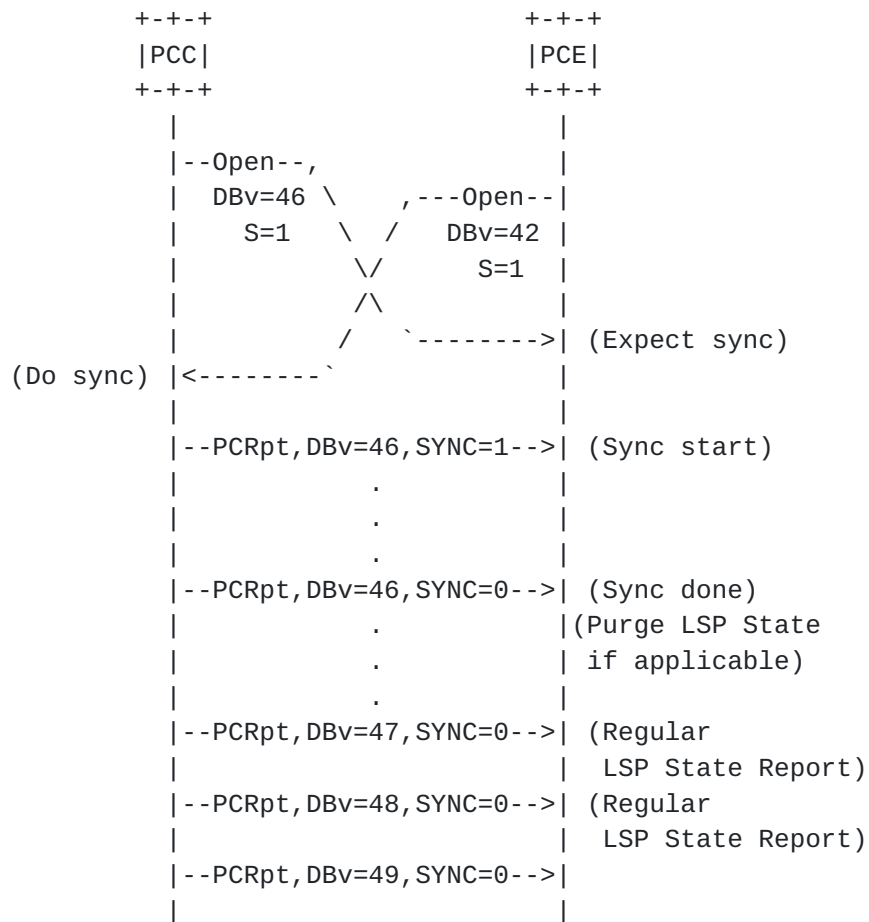 +-+-+                    +-+-+
|PCC|                    |PCE|
+-+-+                    +-+-+
  |                        |
  |--Open--,               |
  |  DBv=46 \    ,---Open--|
  |    S=1   \  /   DBv=42 |
  |           \/      S=1  |
  |           /\           |
  |          /   `-------->| (Expect sync)
(Do sync) |<--------`              |
  |                        |
  |--PCRpt,DBv=46,SYNC=1-->| (Sync start)
  |            .           |
  |            .           |
  |            .           |
  |--PCRpt,DBv=46,SYNC=0-->| (Sync done)
  |            .           |(Purge LSP State
  |            .           | if applicable)
  |            .           |
  |--PCRpt,DBv=47,SYNC=0-->| (Regular
  |                        |  LSP State Report)
  |--PCRpt,DBv=48,SYNC=0-->| (Regular
  |                        |  LSP State Report)
  |--PCRpt,DBv=49,SYNC=0-->|
  |                        |